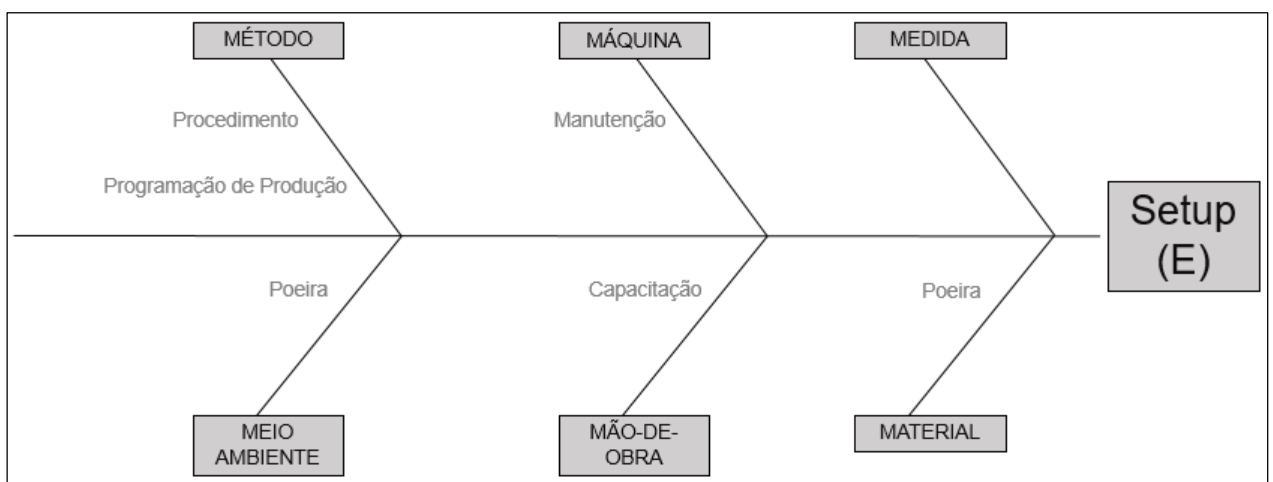 MÉTODO
MÁQUINA
MEDIDA
Procedimento
Manutenção
Programação de Produção
Setup
(E)
Poeira
Capacitação
Poeira
MEIO
AMBIENTE
MÃO-DE-
OBRA
MATERIAL